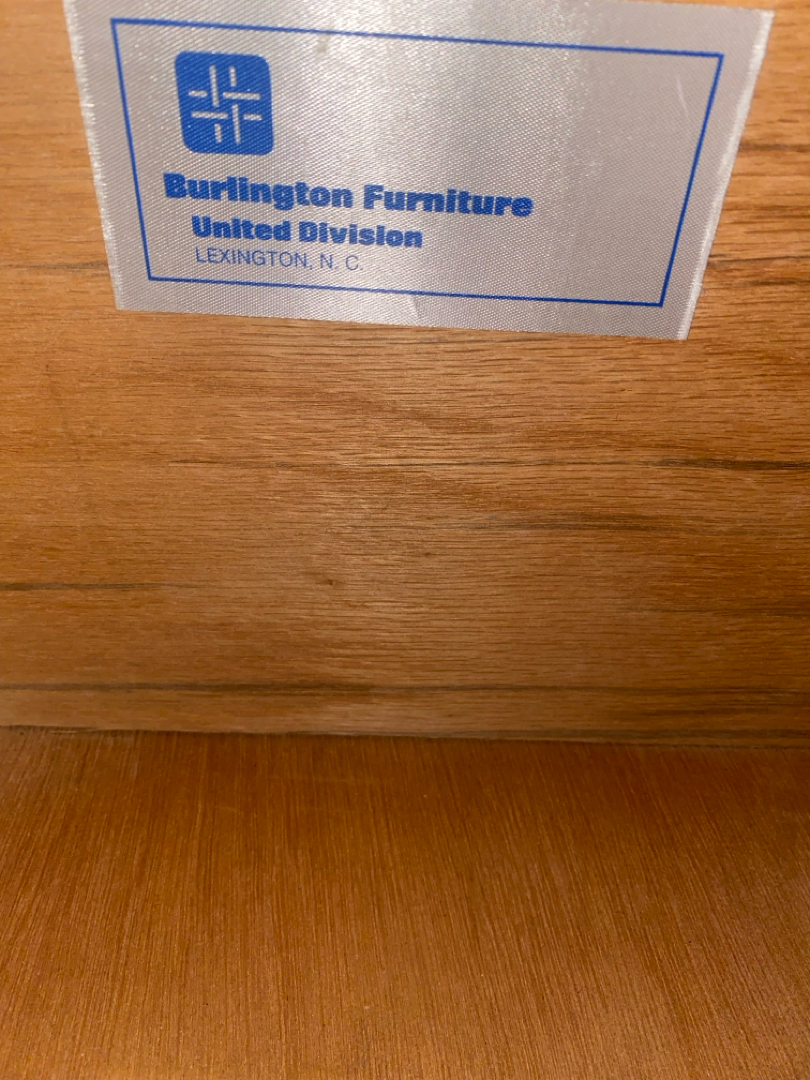 Burlington Furniture
United Division
LEXINGTON, N. C.